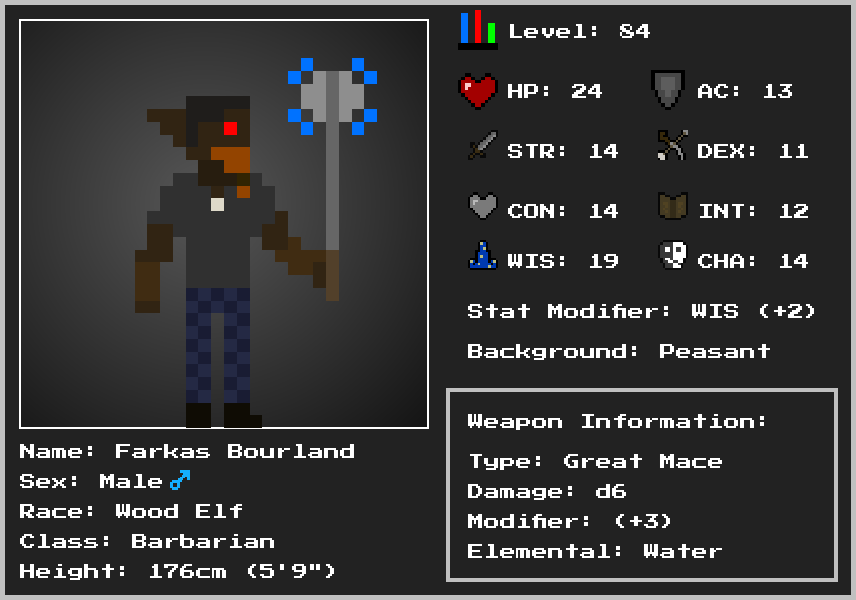 Level: 84
HP: 24 AC: 13
STR: 14 DEX: 11
CON: 14 INT: 12
WIS: 19 CHA: 14
Stat Modifier: WIS (+2)
Background: Peasant
Weapon Information:
Type: Great Mace
Damage: d6
Modifier: (+3)
Elemental: Water
Name: Farkas Bourland
Sex: Male ♂
Race: Wood Elf
Class: Barbarian
Height: 176cm (5'9")